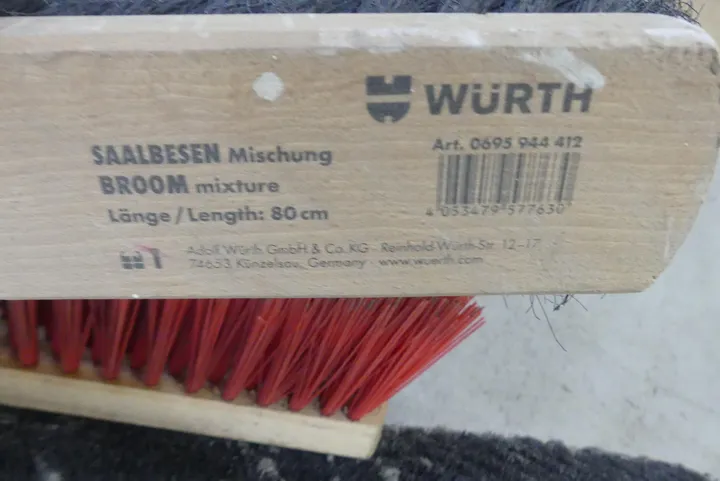 WÜRTH
Art. 0695 944 412
4 053479 577630
SAALBESEN Mischung
BROOM mixture
Länge/Length: 80 cm
Adolf Würth GmbH & Co. KG · Reinhold-Würth-Str. 12–17
74653 Künzelsau, Germany · www.wuerth.com